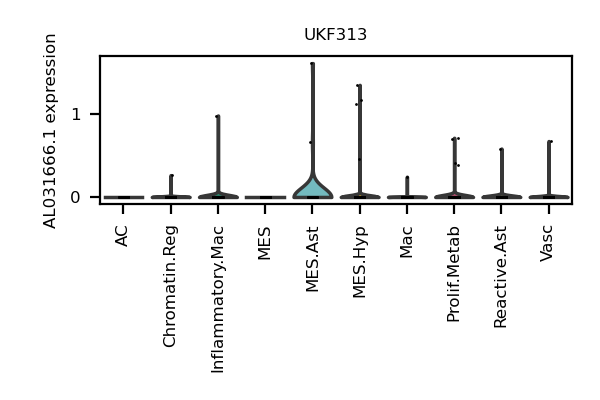 UKF313
AL031666.1 expression
1
0
AC
Chromatin.Reg
Inflammatory.Mac
MES
MES.Ast
MES.Hyp
Mac
Prolif.Metab
Reactive.Ast
Vasc